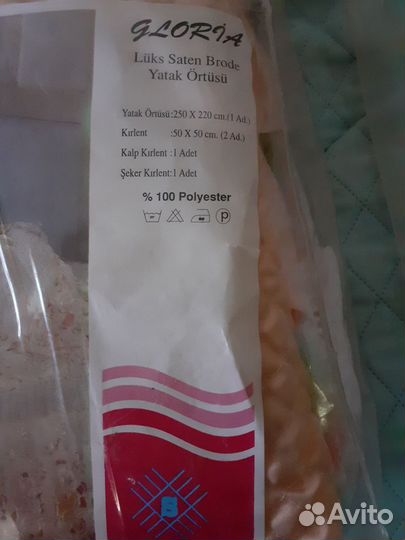 GLORİA
Lüks Saten Brode
Yatak Örtüsü
Yatak Örtüsü:250 X 220 cm.(1 Ad.)
Kırlent :50 X 50 cm. (2 Ad.)
Kalp Kırlent :1 Adet
Şeker Kırlent:1 Adet
% 100 Polyester
P
S
Avito